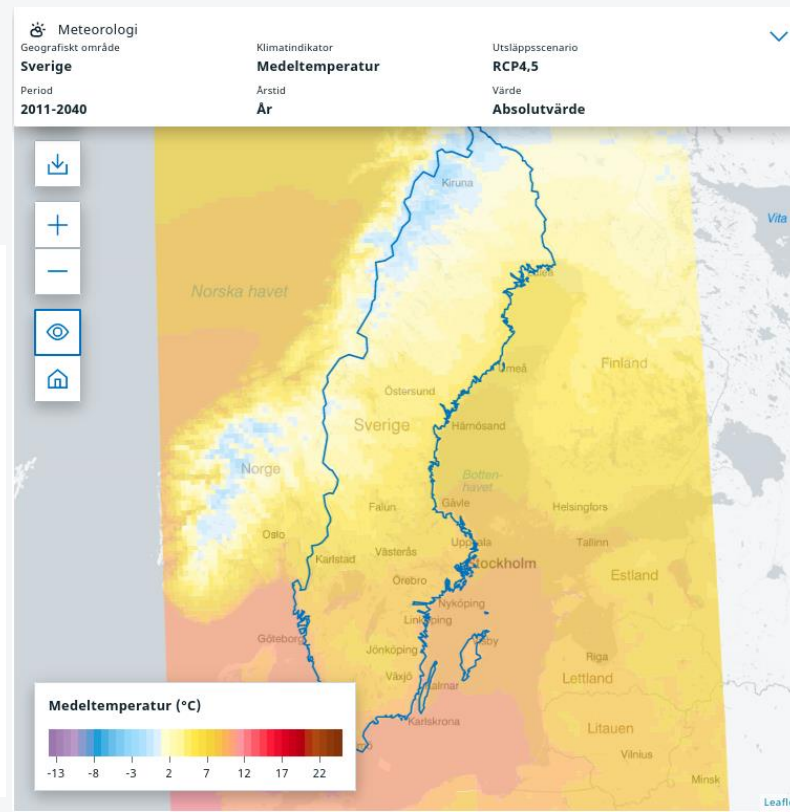 Meteorologi
Geografiskt område Klimatindikator Utsläppsscenario
Sverige Medeltemperatur RCP4,5
Period Årstid Värde
2011-2040 År Absolutvärde
Kiruna
Vita
Norska havet
Umeå
Finland
Östersund
Sverige
Härnösand
Norge
Botten-
havet
Gävle
Falun
Helsingfors
Oslo
Uppsala
Tallinn
Västerås
Karlstad
Stockholm
Estland
Örebro
Nyköping
Linköping
Göteborg
Visby
Jönköping
Riga
Växjö
Lettland
Kalmar
Karlskrona
Litauen
Vilnius
Minsk
Medeltemperatur (°C)
-13 -8 -3 2 7 12 17 22
Leafl